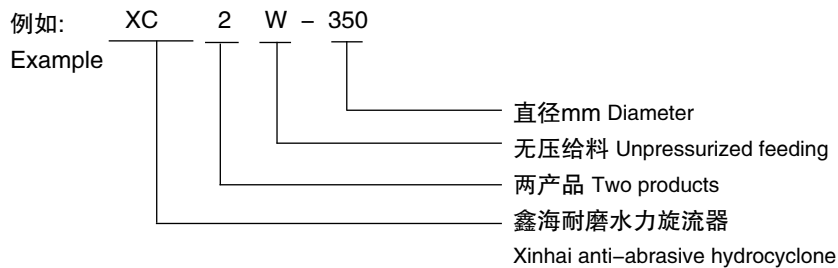 例如: XC 2 W – 350
Example
直径mm Diameter
无压给料 Unpressurized feeding
两产品 Two products
鑫海耐磨水力旋流器
Xinhai anti–abrasive hydrocyclone